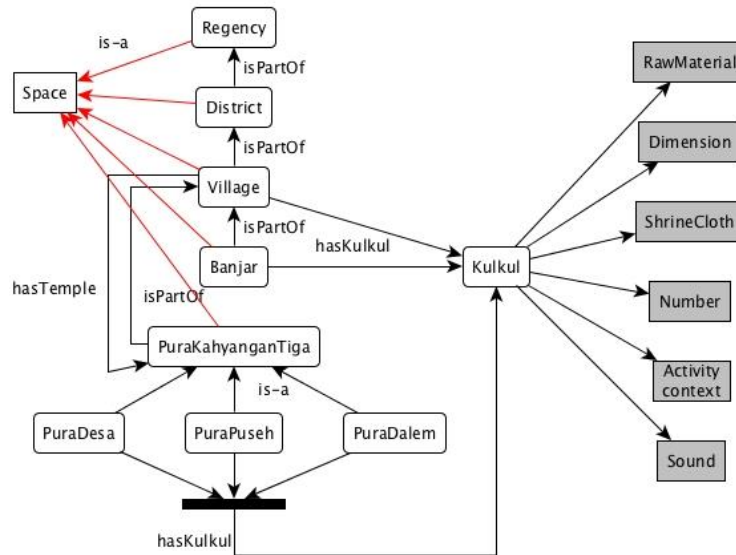 Regency
is-a
isPartOf
Space
District
isPartOf
Village
isPartOf
hasKulkul
Banjar
hasTemple
isPartOf
PuraKahyanganTiga
is-a
PuraDesa
PuraPuseh
PuraDalem
hasKulkul
Kulkul
RawMaterial
Dimension
ShrineCloth
Number
Activity
context
Sound